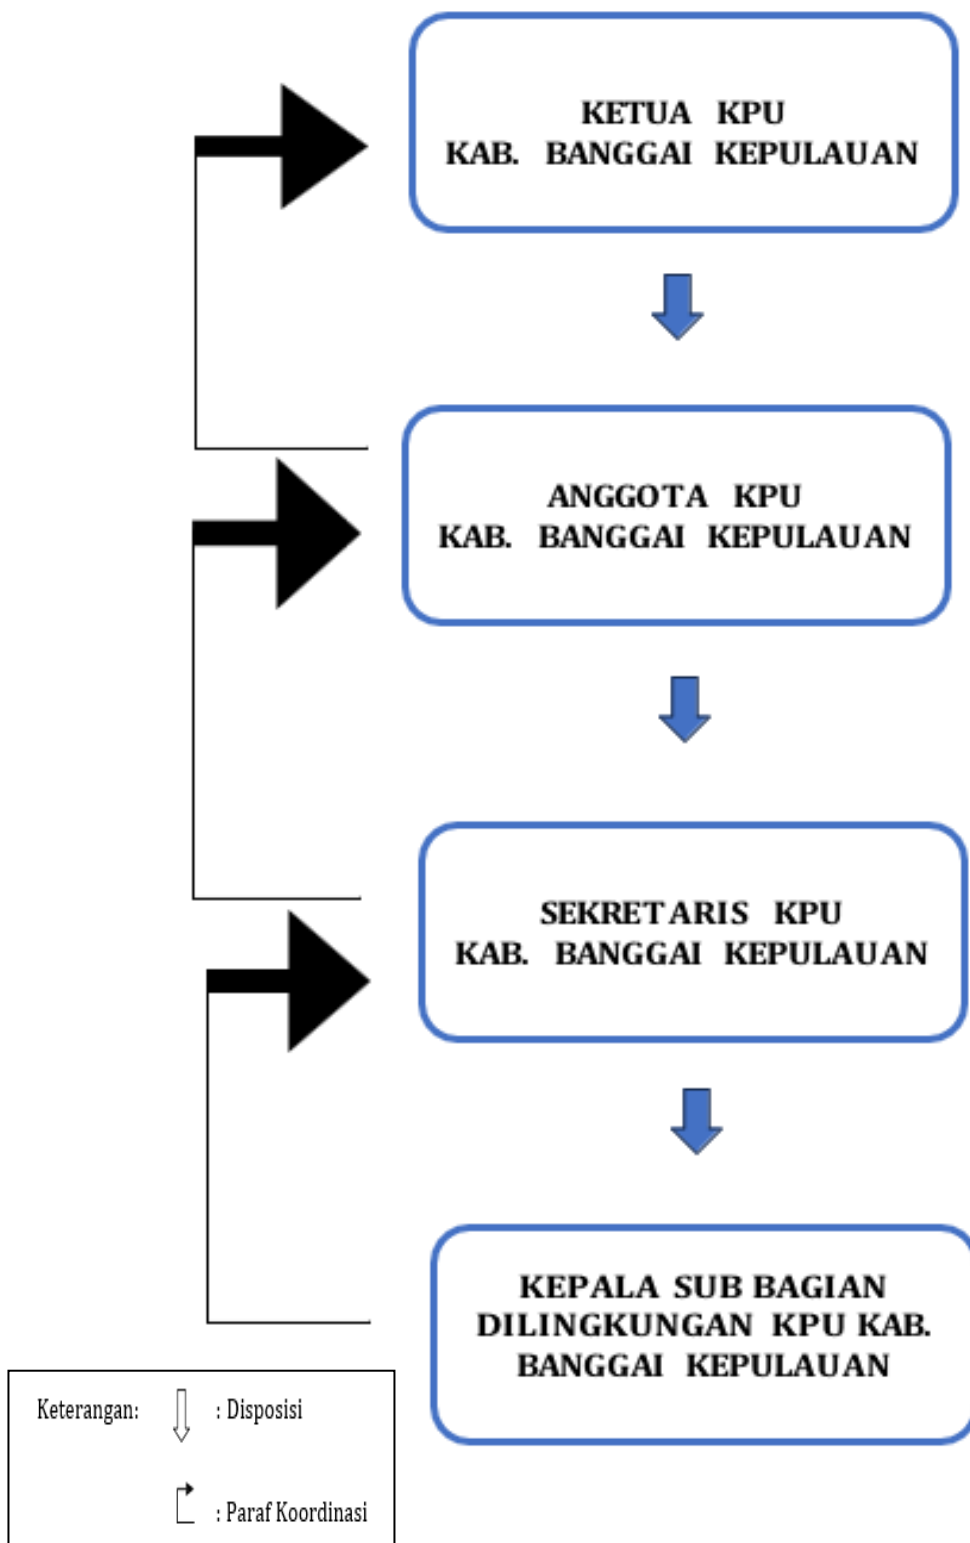 KETUA KPU
KAB. BANGGAI KEPULAUAN
ANGGOTA KPU
KAB. BANGGAI KEPULAUAN
SEKRETARIS KPU
KAB. BANGGAI KEPULAUAN
KEPALA SUB BAGIAN
DILINGKUNGAN KPU KAB.
BANGGAI KEPULAUAN
Keterangan: : Disposisi
: Paraf Koordinasi